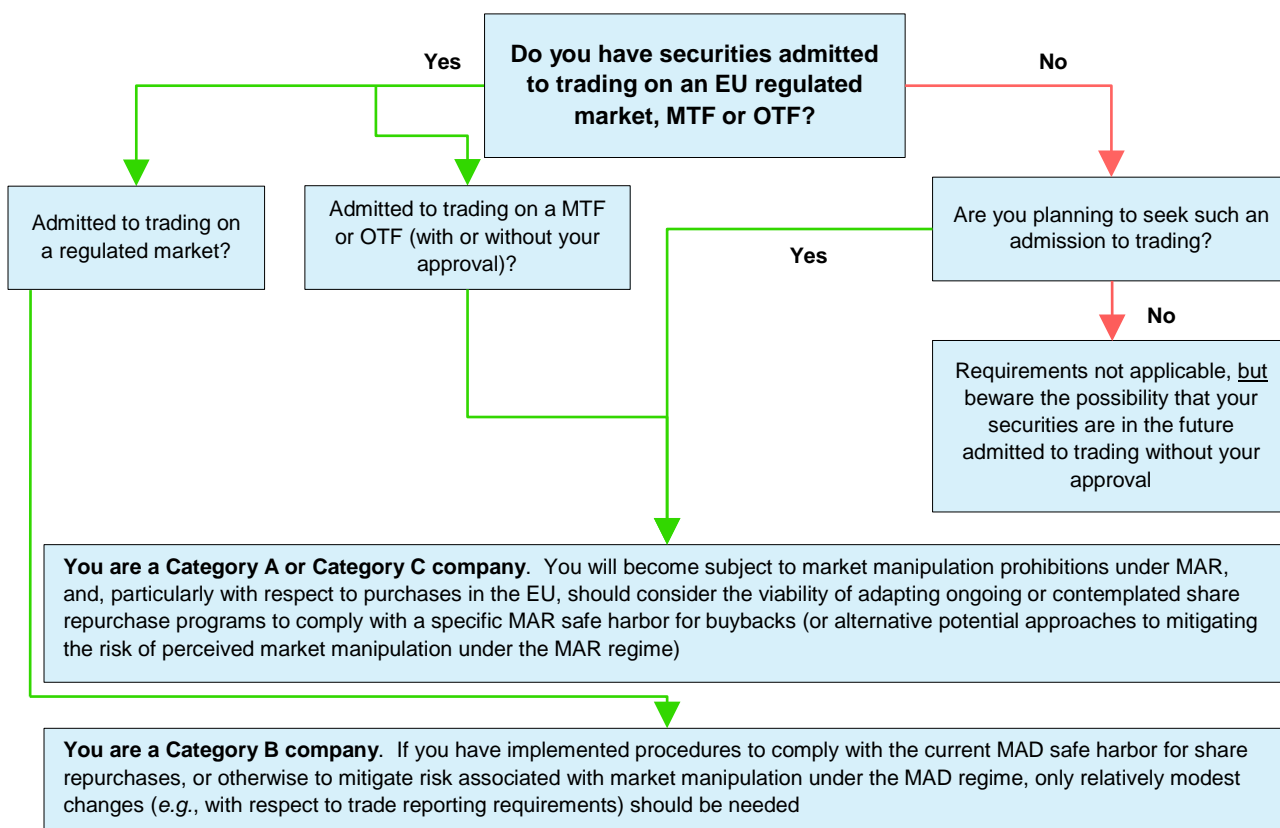 Do you have securities admitted
to trading on an EU regulated
market, MTF or OTF?
Yes
No
Admitted to trading on
a regulated market?
Admitted to trading on a MTF
or OTF (with or without your
approval)?
Are you planning to seek such an
admission to trading?
Yes
No
Requirements not applicable, but
beware the possibility that your
securities are in the future
admitted to trading without your
approval
You are a Category A or Category C company. You will become subject to market manipulation prohibitions under MAR,
and, particularly with respect to purchases in the EU, should consider the viability of adapting ongoing or contemplated share
repurchase programs to comply with a specific MAR safe harbor for buybacks (or alternative potential approaches to mitigating
the risk of perceived market manipulation under the MAR regime)
You are a Category B company. If you have implemented procedures to comply with the current MAD safe harbor for share
repurchases, or otherwise to mitigate risk associated with market manipulation under the MAD regime, only relatively modest
changes (e.g., with respect to trade reporting requirements) should be needed